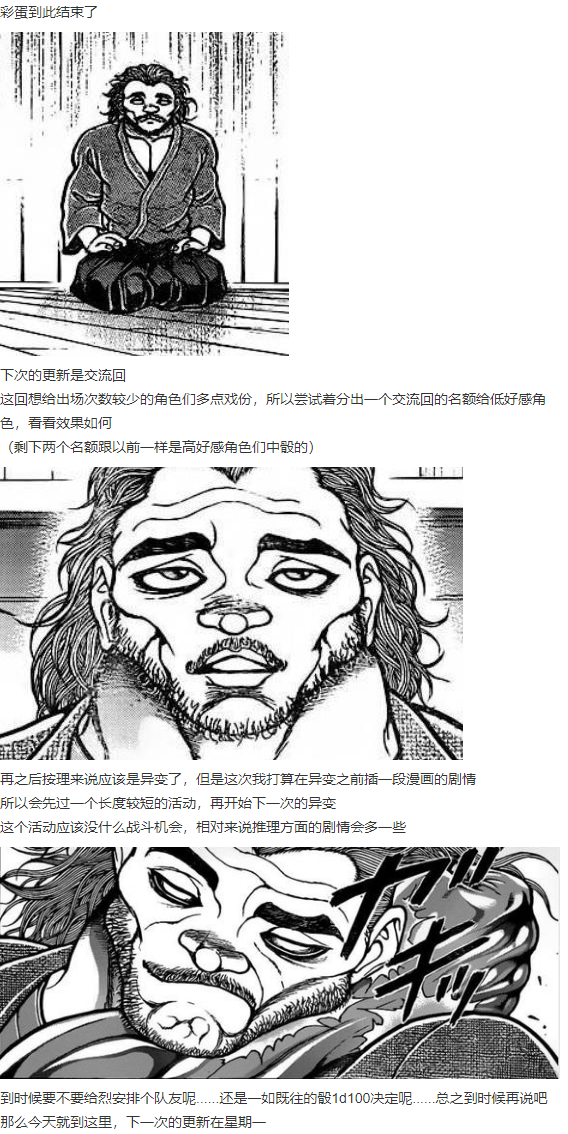 彩蛋到此结束了
下次的更新是交流回
这回想给出场次数较少的角色们多点戏份，所以尝试着分出一个交流回的名额给低好感角
色，看看效果如何
（剩下两个名额跟以前一样是高好感角色们中骰的）
再之后按理来说应该是异变了，但是这次我打算在异变之前插一段漫画的剧情
所以会先过一个长度较短的活动，再开始下一次的异变
这个活动应该没什么战斗机会，相对来说推理方面的剧情会多一些
ガッ
ギッ
到时候要不要给烈安排个队友呢......还是一如既往的骰1d100决定呢......总之到时候再说吧
那么今天就到这里，下一次的更新在星期一